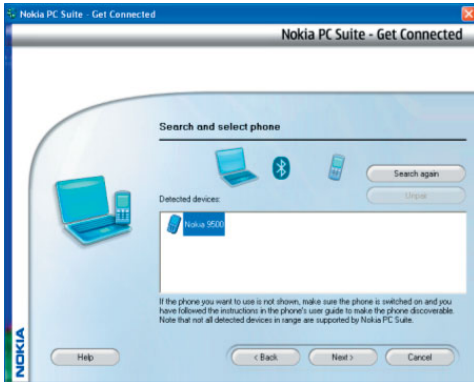 Nokia PC Suite - Get Connected
Nokia PC Suite - Get Connected
Search and select phone
Search again
Unpair
Detected devices:
Nokia 9500
If the phone you want to use is not shown, make sure the phone is switched on and you
have followed the instructions in the phone's user guide to make the phone discoverable.
Note that not all detected devices in range are supported by Nokia PC Suite.
NOKIA
Help
< Back
Next >
Cancel